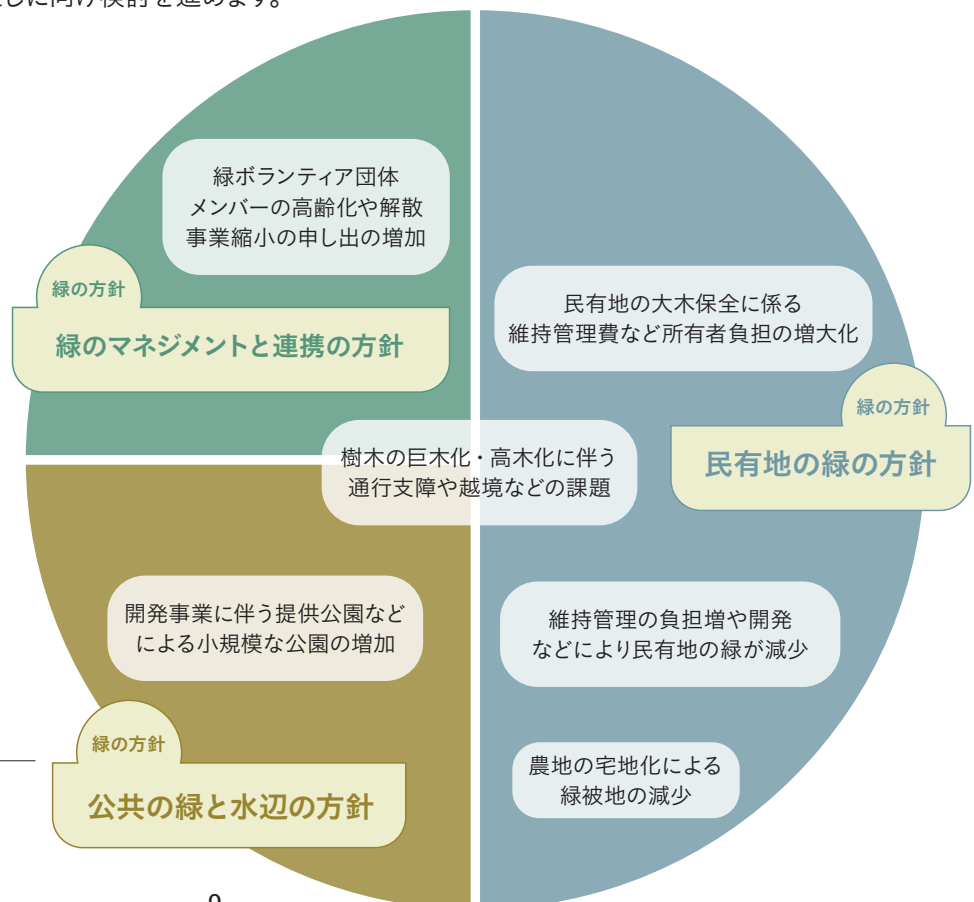 に向け検討を進めます。
緑ボランティア団体
メンバーの高齢化や解散
事業縮小の申し出の増加
緑の方針
緑のマネジメントと連携の方針
民有地の大木保全に係る
維持管理費など所有者負担の増大化
緑の方針
民有地の緑の方針
樹木の巨木化・高木化に伴う
通行支障や越境などの課題
開発事業に伴う提供公園など
による小規模な公園の増加
維持管理の負担増や開発
などにより民有地の緑が減少
緑の方針
公共の緑と水辺の方針
農地の宅地化による
緑被地の減少